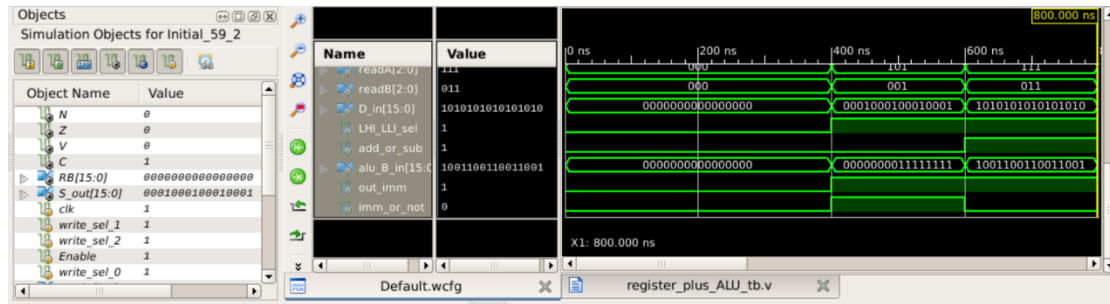 Objects
Simulation Objects for Initial_59_2
Object Name Value
N 0
Z 0
V 0
C 1
RB[15:0] 0000000000000000
S_out[15:0] 0001000100010001
clk 1
write_sel_1 1
write_sel_2 1
Enable 1
write_sel_0 1
Name Value
800.000 ns
0 ns 200 ns 400 ns 600 ns
readA[2:0] 111 000 101 111
readB[2:0] 011 000 001 011
D_in[15:0] 1010101010101010 0000000000000000 0001000100010001 1010101010101010
LHI_LLI_sel 1
add_or_sub 1
alu_B_in[15:0 1001100110011001 0000000000000000 0000000011111111 1001100110011001
out_imm 1
imm_or_not 0
X1: 800.000 ns
Default.wcfg register_plus_ALU_tb.v